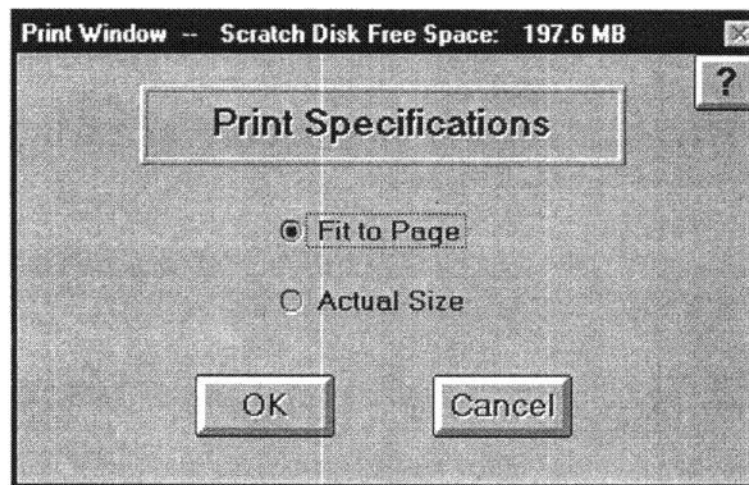 Print Window -- Scratch Disk Free Space: 197.6 MB
?
Print Specifications
Fit to Page
Actual Size
OK Cancel